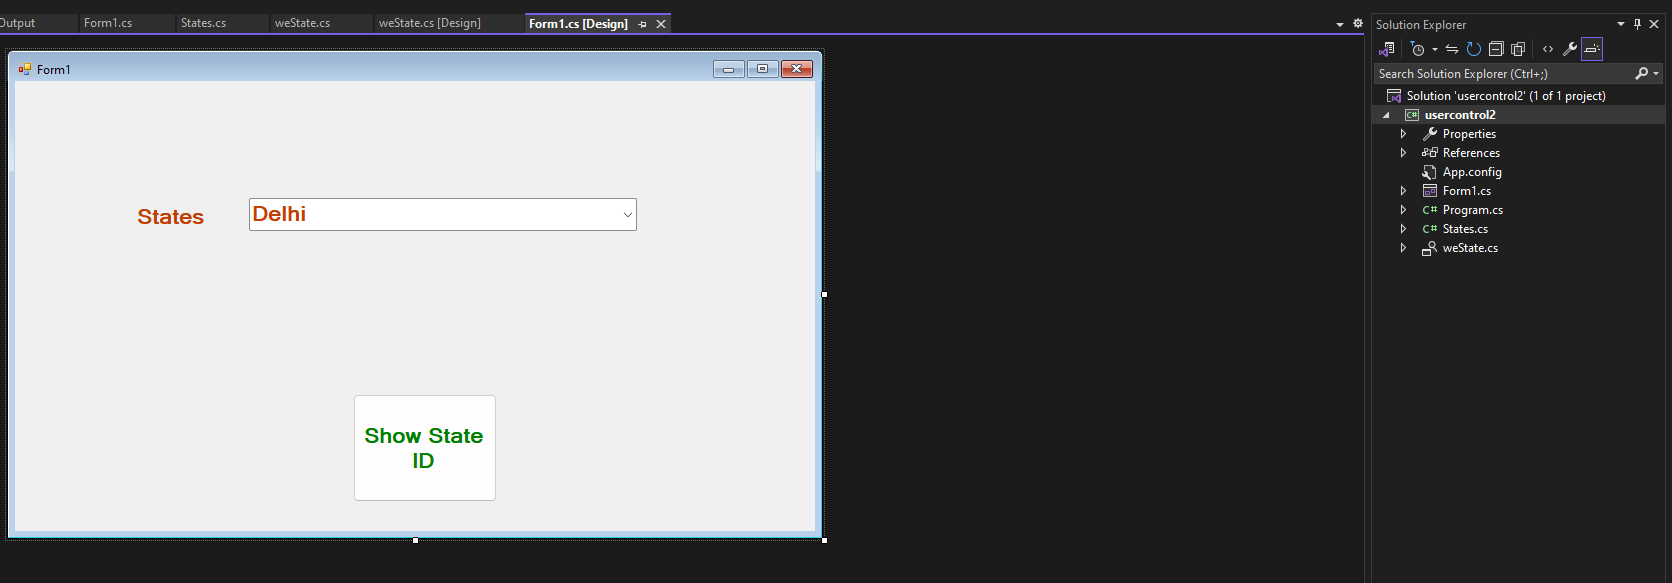 Output Form1.cs States.cs weState.cs weState.cs [Design] Form1.cs [Design]
Form1
States Delhi
Show State
ID
Solution Explorer
Search Solution Explorer (Ctrl+;)
Solution 'usercontrol2' (1 of 1 project)
C# usercontrol2
Properties
References
App.config
Form1.cs
C# Program.cs
C# States.cs
weState.cs